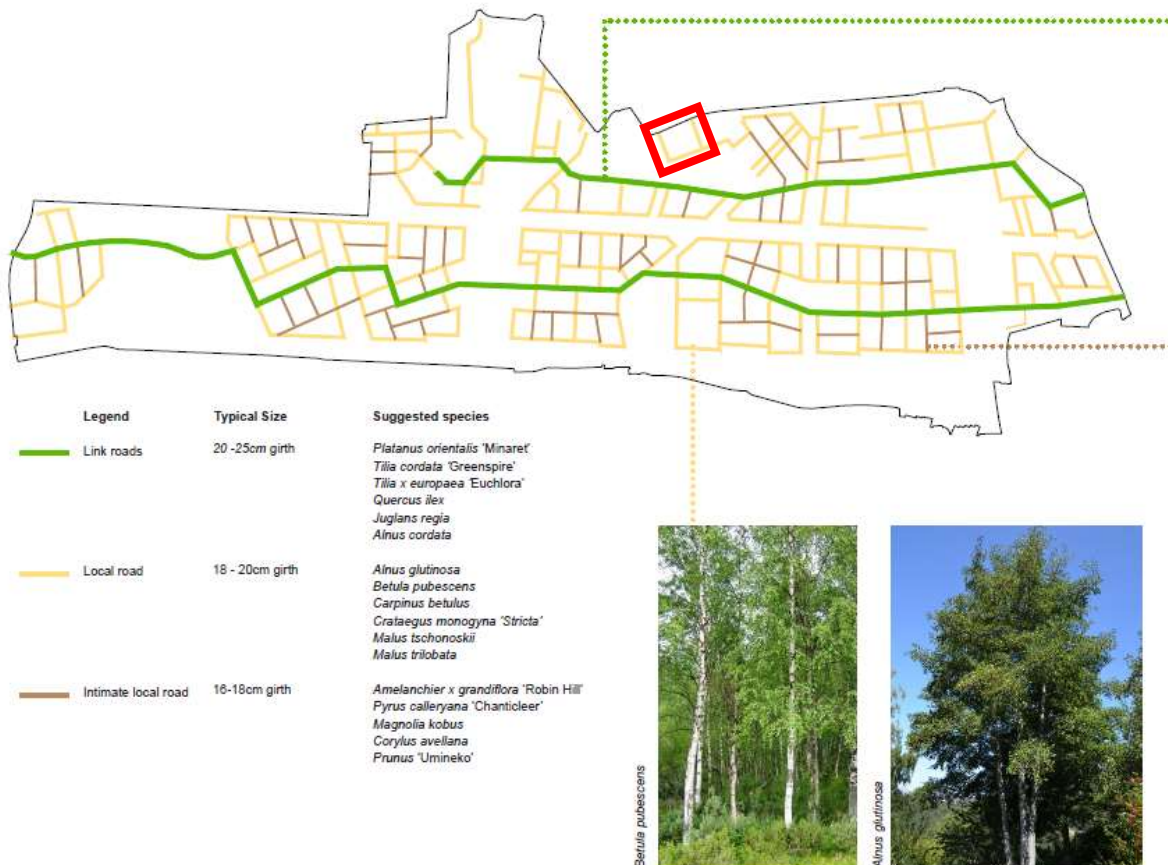 Legend Typical Size Suggested species
Link roads 20 -25cm girth Platanus orientalis 'Minaret'
Tilia cordata 'Greenspire'
Tilia x europaea 'Euchlora'
Quercus ilex
Juglans regia
Alnus cordata
Local road 18 - 20cm girth Alnus glutinosa
Betula pubescens
Carpinus betulus
Crataegus monogyna 'Stricta'
Malus tschonoskii
Malus trilobata
Intimate local road 16-18cm girth Amelanchier x grandiflora 'Robin Hill'
Pyrus calleryana 'Chanticleer'
Magnolia kobus
Corylus avellana
Prunus 'Umineko'
Betula pubescens
Alnus glutinosa